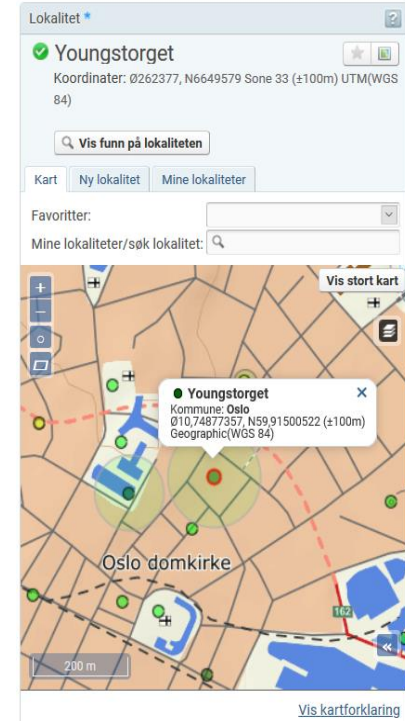 Lokalitet *
Youngstorget
Koordinater: Ø262377, N6649579 Sone 33 (±100m) UTM(WGS
84)
Vis funn på lokaliteten
Kart Ny lokalitet Mine lokaliteter
Favoritter:
Mine lokaliteter/søk lokalitet:
Vis stort kart
Youngstorget
Kommune: Oslo
Ø10,74877357, N59,91500522 (±100m)
Geographic(WGS 84)
Oslo domkirke
162
200 m
Vis kartforklaring